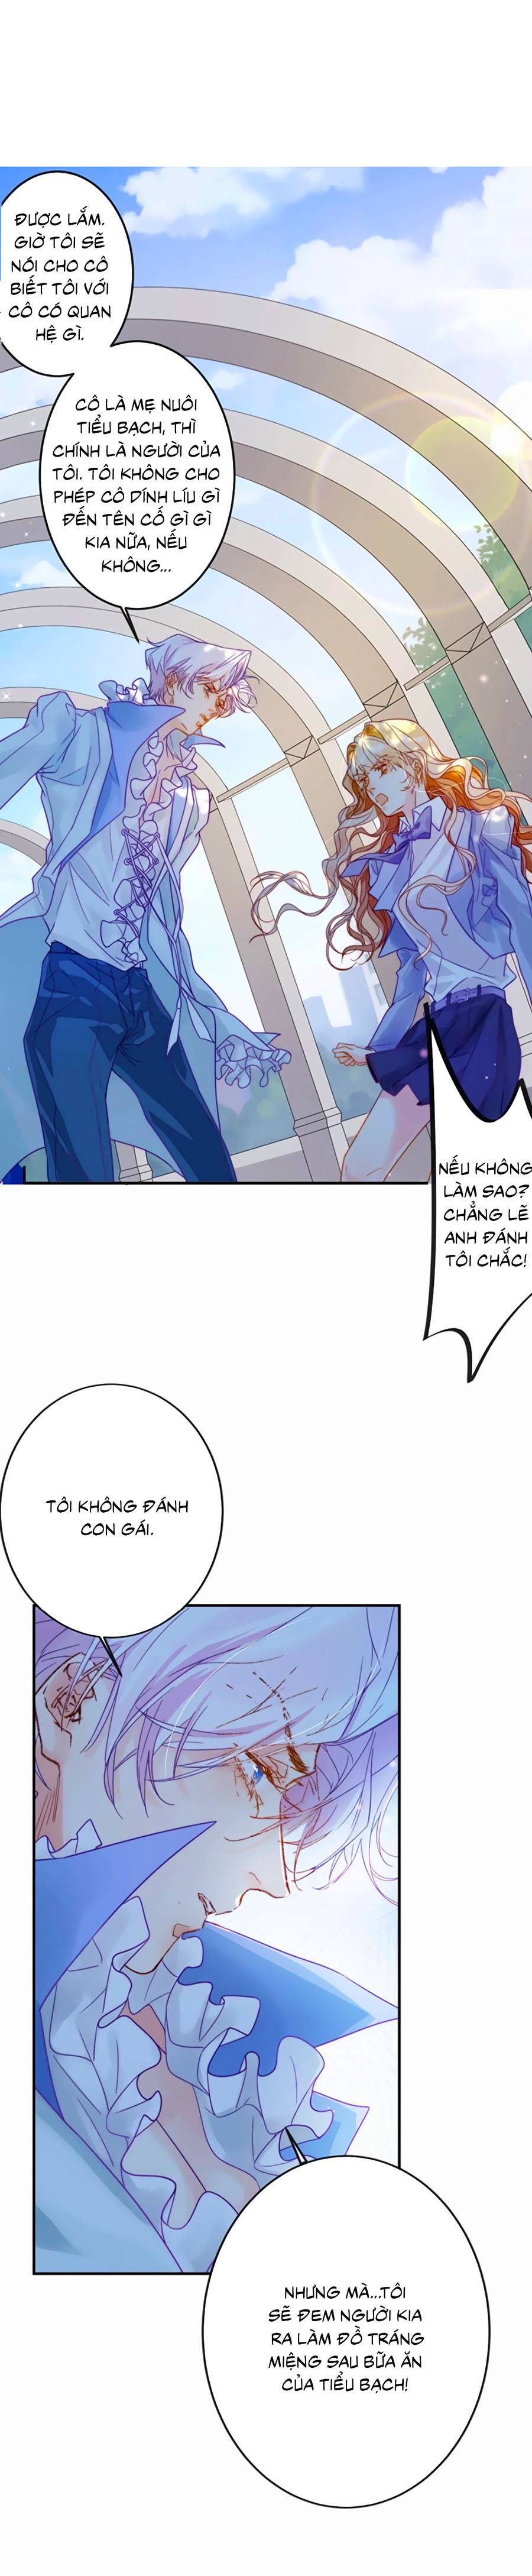 ĐƯỢC LẮM.
GIỜ TÔI SẼ
NÓI CHO CÔ
BIẾT TÔI VỚI
CÔ CÓ QUAN
HỆ GÌ.
CÔ LÀ MẸ NUÔI
TIỂU BẠCH, THÌ
CHÍNH LÀ NGƯỜI CỦA
TÔI. TÔI KHÔNG CHO
PHÉP CÔ DÍNH LÍU GÌ
ĐẾN TÊN CỐ GÌ GÌ
KIA NỮA, NẾU
KHÔNG...
NẾU KHÔNG
LÀM SAO?
CHẲNG LẼ
ANH ĐÁNH
TÔI CHẮC!
TÔI KHÔNG ĐÁNH
CON GÁI.
NHƯNG MÀ...TÔI
SẼ ĐEM NGƯỜI KIA
RA LÀM ĐỒ TRÁNG
MIỆNG SAU BỮA ĂN
CỦA TIỂU BẠCH!